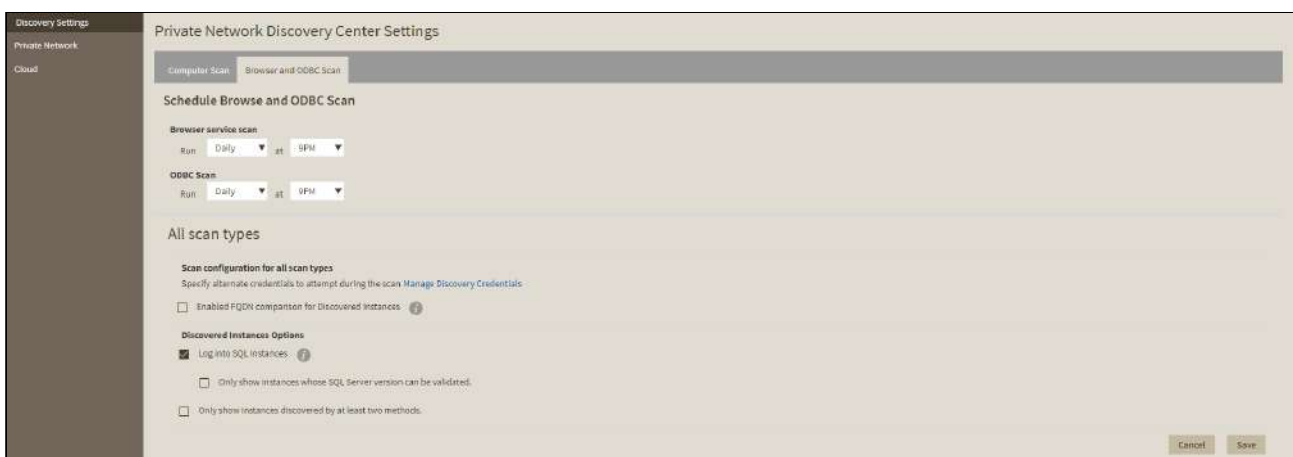 Discovery Settings
Private Network
Cloud
Private Network Discovery Center Settings
Computer Scan Browser and ODBC Scan
Schedule Browse and ODBC Scan
Browser service scan
Run Daily at 9PM
ODBC Scan
Run Daily at 9PM
All scan types
Scan configuration for all scan types
Specify alternate credentials to attempt during the scan Manage Discovery Credentials
Enabled FQDN comparison for Discovered Instances i
Discovered Instances Options
Log into SQL Instances i
Only show instances whose SQL Server version can be validated.
Only show instances discovered by at least two methods.
Cancel Save